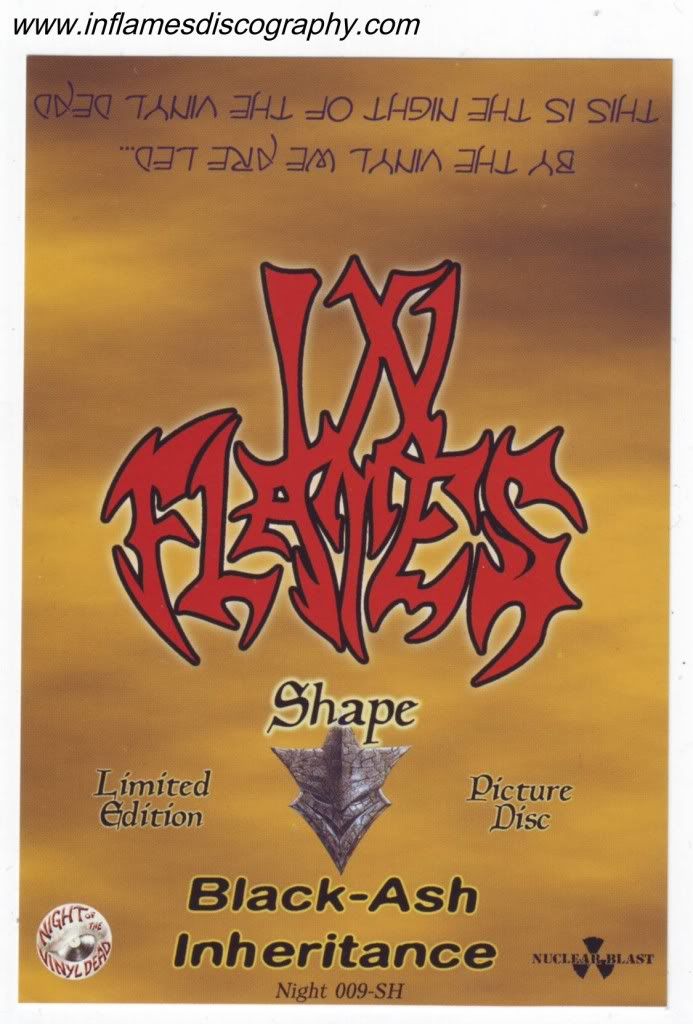 www.inflamesdiscography.com
THIS IS THE NIGHT OF THE VINYL DEAD
BY THE VINYL WE ARE LED...
IN
FLAMES
Shape
Limited
Edition
Picture
Disc
Black-Ash
Inheritance
NIGHT OF THE
VINYL DEAD
NUCLEAR BLAST
Night 009-SH